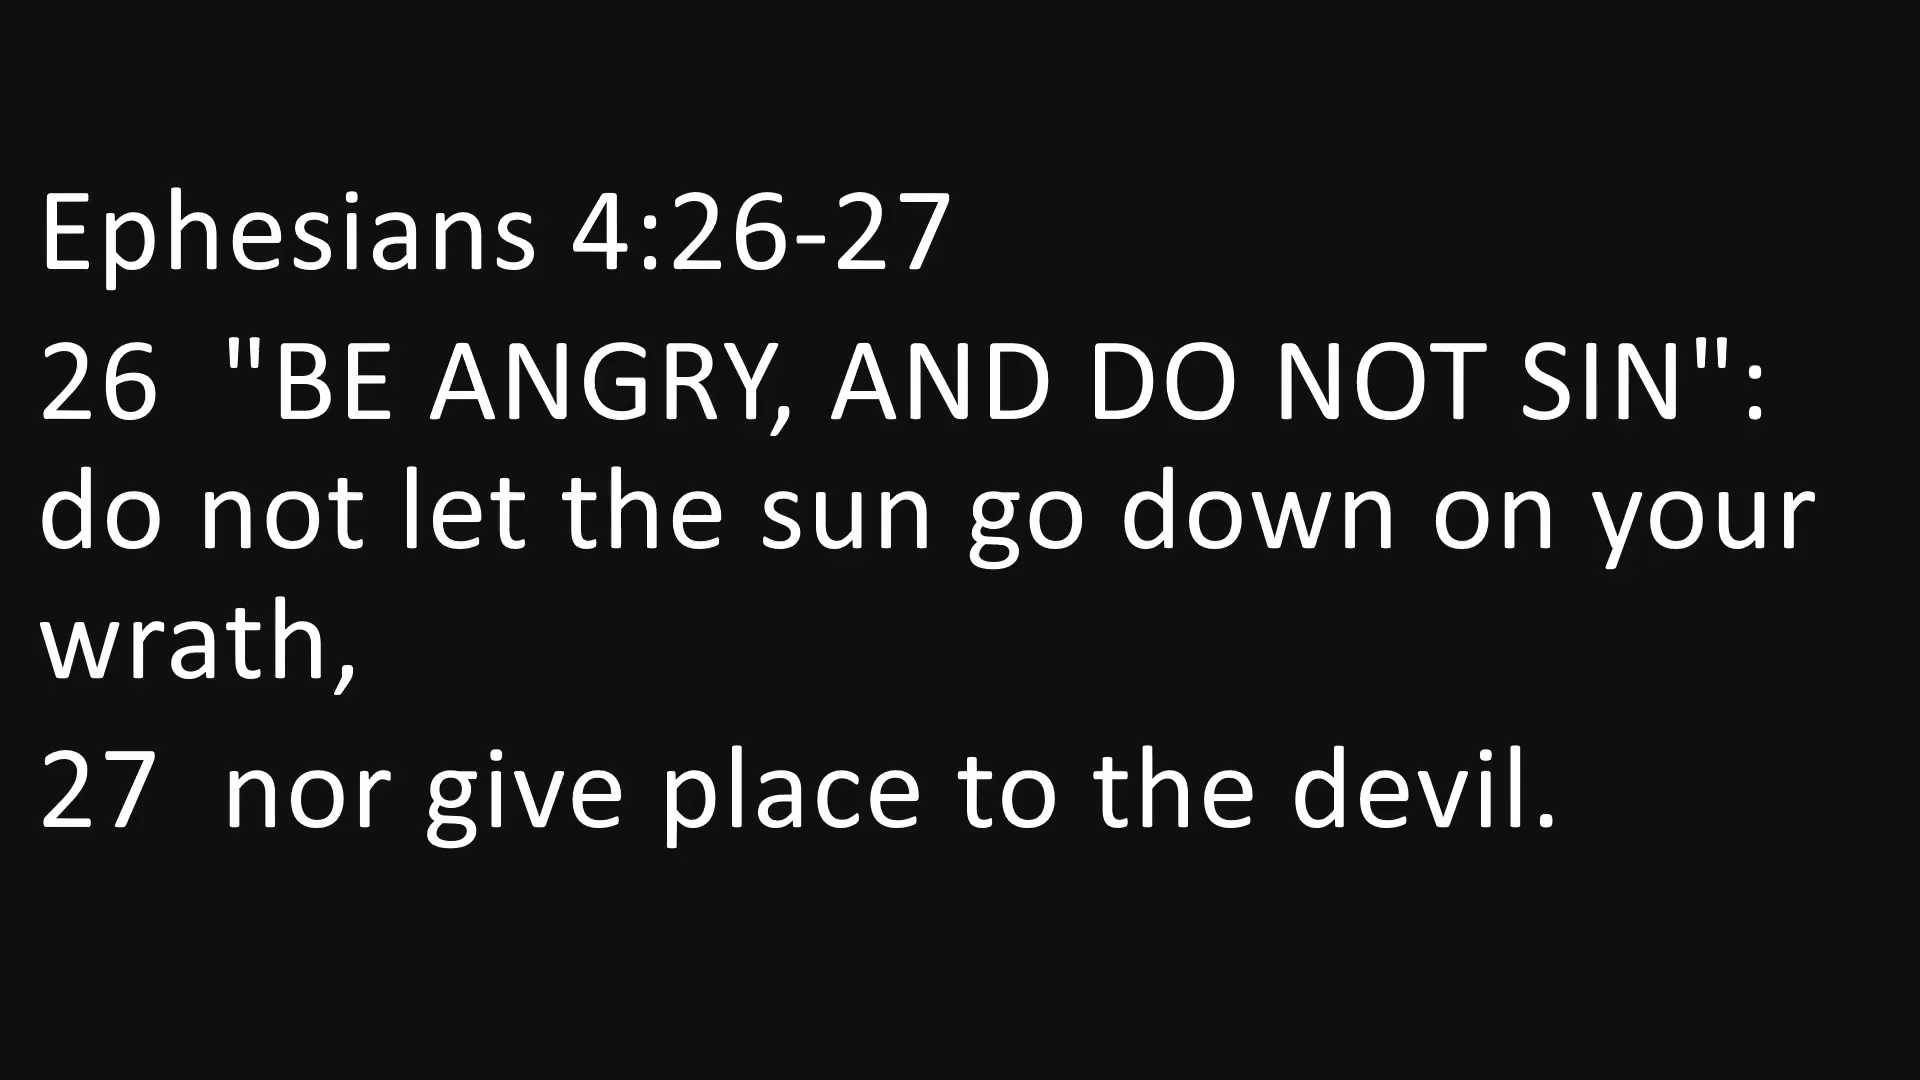 Ephesians 4:26-27
26  "BE ANGRY, AND DO NOT SIN":
do not let the sun go down on your
wrath,
27  nor give place to the devil.